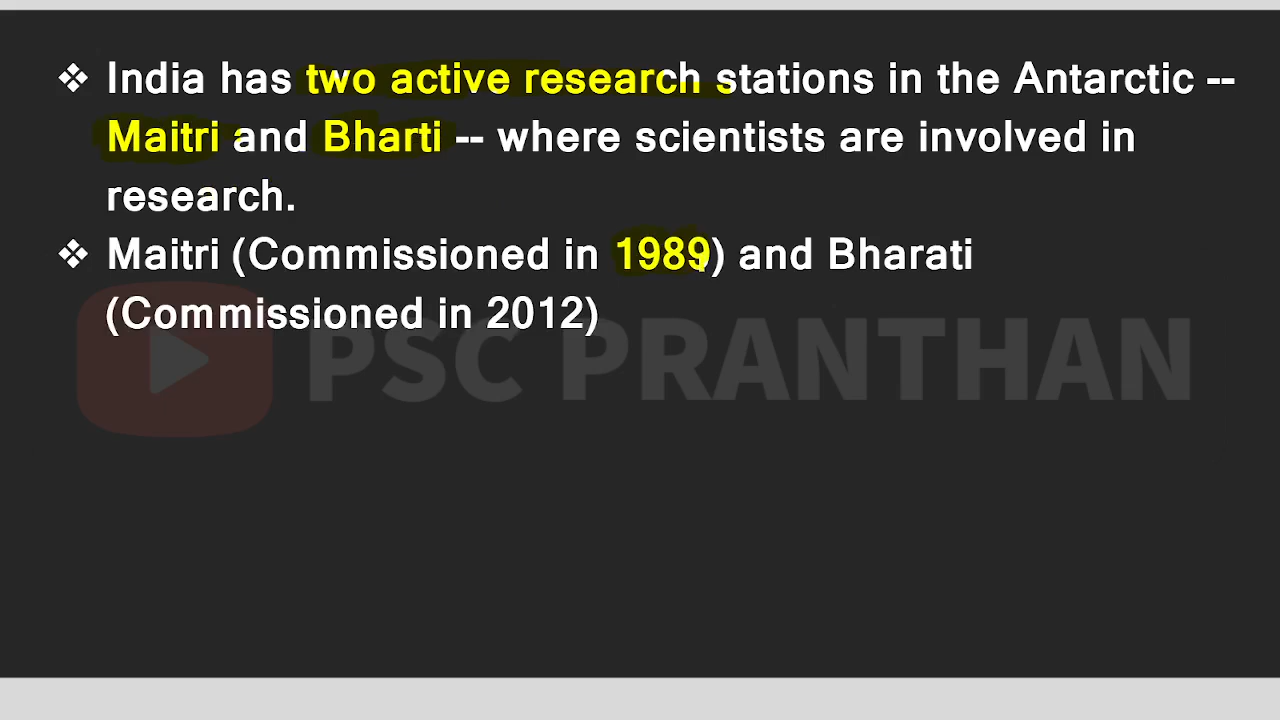 ❖ India has two active research stations in the Antarctic --
Maitri and Bharti -- where scientists are involved in
research.
❖ Maitri (Commissioned in 1989) and Bharati
(Commissioned in 2012)
PSC PRANTHAN